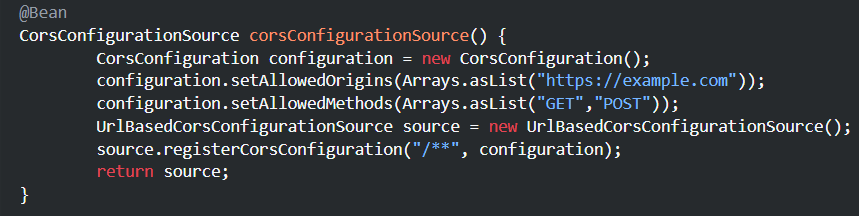 @Bean
CorsConfigurationSource corsConfigurationSource() {
CorsConfiguration configuration = new CorsConfiguration();
configuration.setAllowedOrigins(Arrays.asList("https://example.com"));
configuration.setAllowedMethods(Arrays.asList("GET","POST"));
UrlBasedCorsConfigurationSource source = new UrlBasedCorsConfigurationSource();
source.registerCorsConfiguration("/**", configuration);
return source;
}